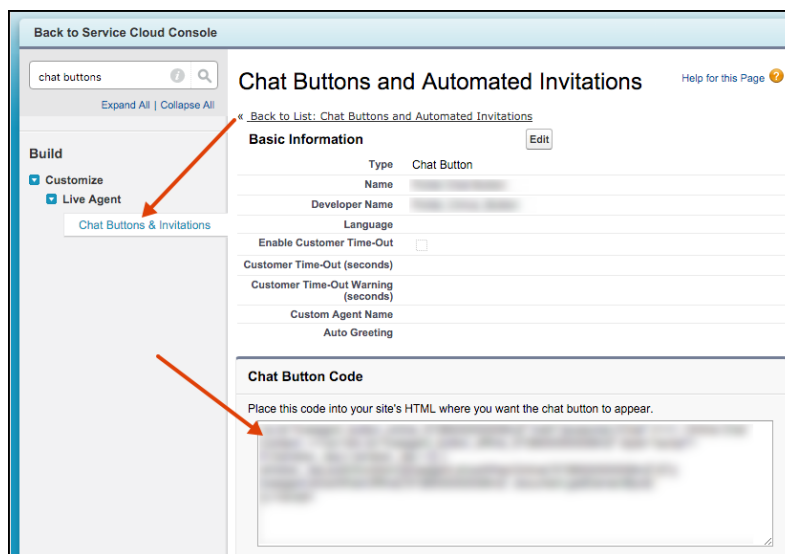 Back to Service Cloud Console
chat buttons
Expand All | Collapse All
Build
Customize
Live Agent
Chat Buttons & Invitations
Chat Buttons and Automated Invitations
Help for this Page
« Back to List: Chat Buttons and Automated Invitations
Basic Information
Edit
Type Chat Button
Name
Developer Name
Language
Enable Customer Time-Out
Customer Time-Out (seconds)
Customer Time-Out Warning
(seconds)
Custom Agent Name
Auto Greeting
Chat Button Code
Place this code into your site's HTML where you want the chat button to appear.